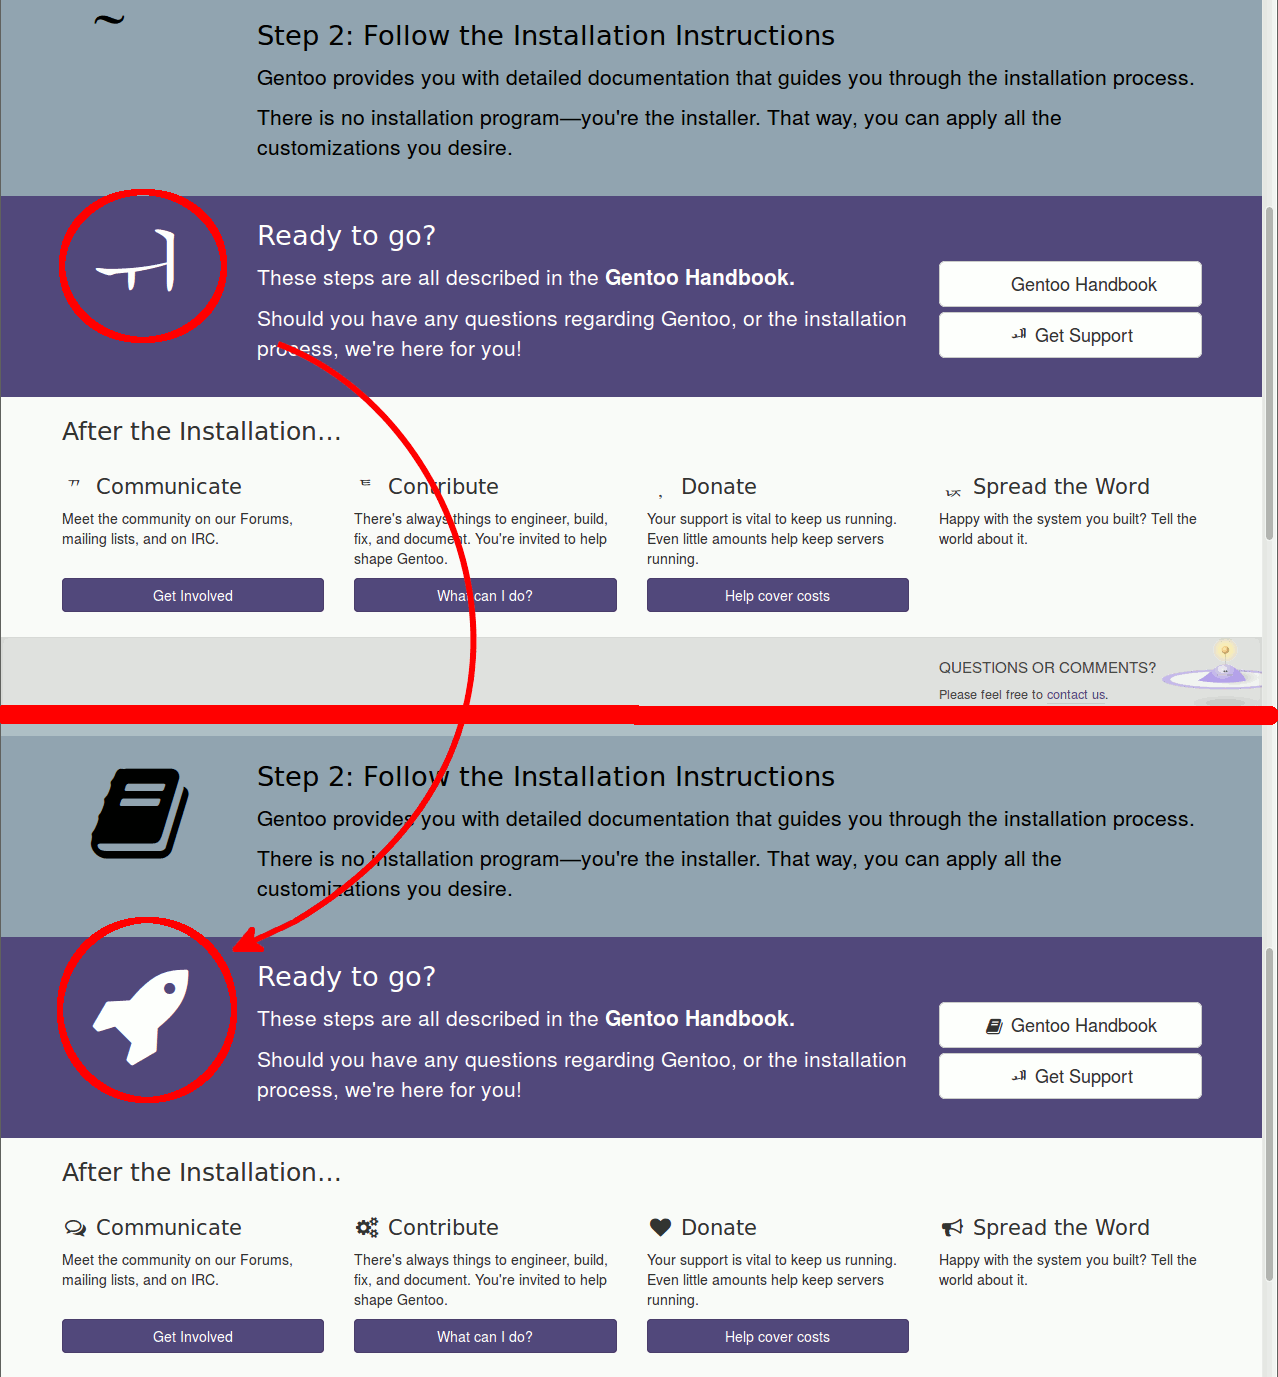 ~
Step 2: Follow the Installation Instructions
Gentoo provides you with detailed documentation that guides you through the installation process.
There is no installation program—you're the installer. That way, you can apply all the
customizations you desire.
Ready to go?
These steps are all described in the Gentoo Handbook.
Should you have any questions regarding Gentoo, or the installation
process, we're here for you!
Gentoo Handbook
Get Support
After the Installation...
Communicate
Meet the community on our Forums,
mailing lists, and on IRC.
Get Involved
Contribute
There's always things to engineer, build,
fix, and document. You're invited to help
shape Gentoo.
What can I do?
Donate
Your support is vital to keep us running.
Even little amounts help keep servers
running.
Help cover costs
Spread the Word
Happy with the system you built? Tell the
world about it.
QUESTIONS OR COMMENTS?
Please feel free to contact us.
Step 2: Follow the Installation Instructions
Gentoo provides you with detailed documentation that guides you through the installation process.
There is no installation program—you're the installer. That way, you can apply all the
customizations you desire.
Ready to go?
These steps are all described in the Gentoo Handbook.
Should you have any questions regarding Gentoo, or the installation
process, we're here for you!
Gentoo Handbook
Get Support
After the Installation...
Communicate
Meet the community on our Forums,
mailing lists, and on IRC.
Get Involved
Contribute
There's always things to engineer, build,
fix, and document. You're invited to help
shape Gentoo.
What can I do?
Donate
Your support is vital to keep us running.
Even little amounts help keep servers
running.
Help cover costs
Spread the Word
Happy with the system you built? Tell the
world about it.